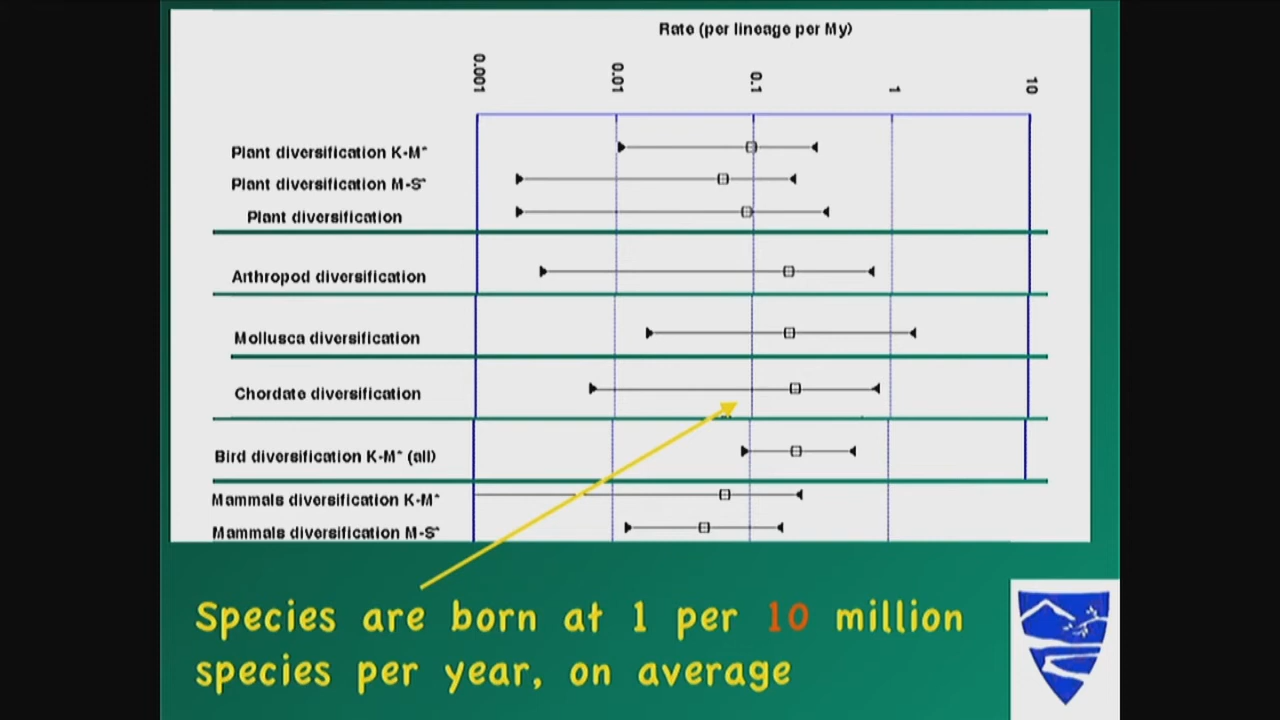 Rate (per lineage per My)
0.001 0.01 0.1 1 10
Plant diversification K-M*
Plant diversification M-S*
Plant diversification
Arthropod diversification
Mollusca diversification
Chordate diversification
Bird diversification K-M* (all)
Mammals diversification K-M*
Mammals diversification M-S*
Species are born at 1 per 10 million
species per year, on average